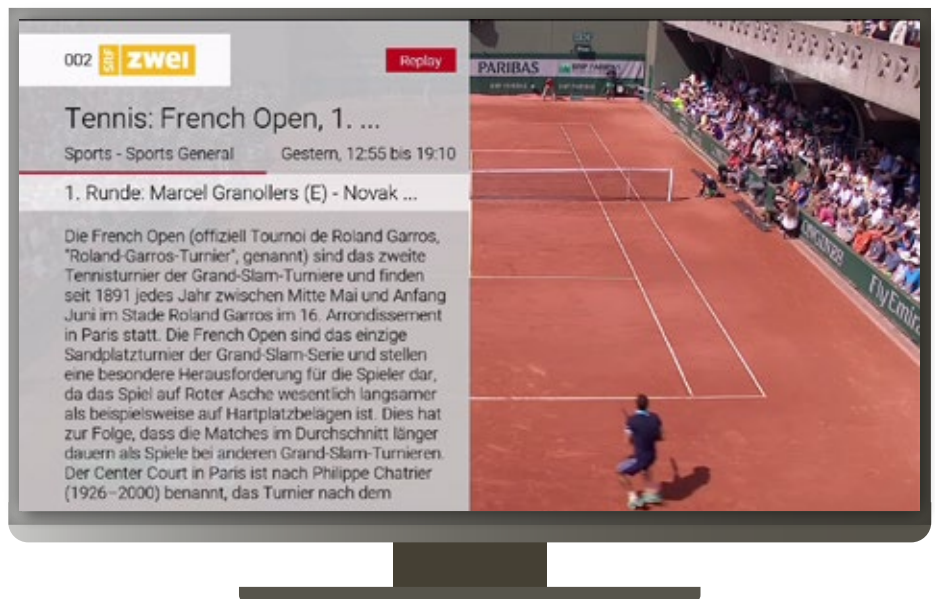 002 SRF zwei
Replay
Tennis: French Open, 1. ...
Sports - Sports General
Gestern, 12:55 bis 19:10
1. Runde: Marcel Granollers (E) - Novak ...
Die French Open (offiziell Tournoi de Roland Garros,
"Roland-Garros-Turnier", genannt) sind das zweite
Tennisturnier der Grand-Slam-Turniere und finden
seit 1891 jedes Jahr zwischen Mitte Mai und Anfang
Juni im Stade Roland Garros im 16. Arrondissement
in Paris statt. Die French Open sind das einzige
Sandplatzturnier der Grand-Slam-Serie und stellen
eine besondere Herausforderung für die Spieler dar,
da das Spiel auf Roter Asche wesentlich langsamer
als beispielsweise auf Hartplatzbelägen ist. Dies hat
zur Folge, dass die Matches im Durchschnitt länger
dauern als Spiele bei anderen Grand-Slam-Turnieren.
Der Center Court in Paris ist nach Philippe Chatrier
(1926–2000) benannt, das Turnier nach dem
PARIBAS
BNP PARIBAS
Fly Emir